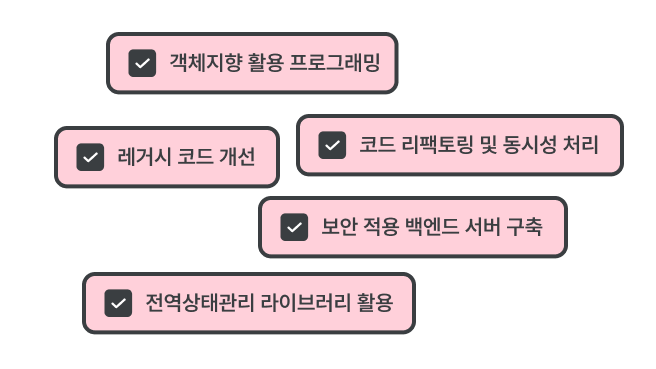 객체지향 활용 프로그래밍
코드 리팩토링 및 동시성 처리
레거시 코드 개선
보안 적용 백엔드 서버 구축
전역상태관리 라이브러리 활용